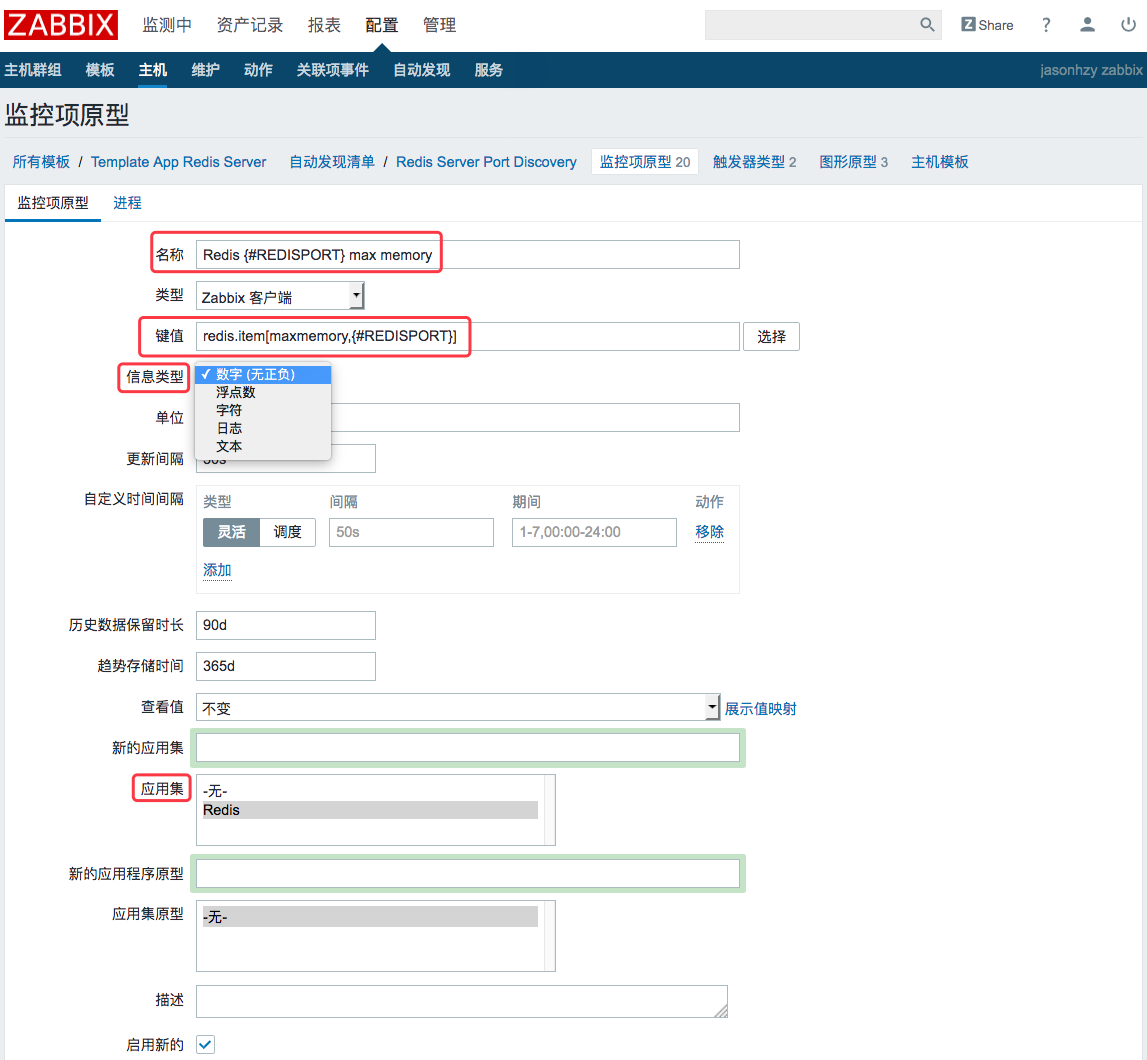 ZABBIX 监测中 资产记录 报表 配置 管理 Z Share ?
主机群组 模板 主机 维护 动作 关联项事件 自动发现 服务 jasonhzy zabbix
监控项原型
所有模板 / Template App Redis Server 自动发现清单 / Redis Server Port Discovery 监控项原型 20 触发器类型 2 图形原型 3 主机模板
监控项原型 进程
名称 Redis {#REDISPORT} max memory
类型 Zabbix 客户端
键值 redis.item[maxmemory,{#REDISPORT}] 选择
信息类型 ✓ 数字 (无正负)
浮点数
字符
日志
文本
单位
更新间隔
自定义时间间隔 类型 间隔 期间 动作
灵活 调度 50s 1-7,00:00-24:00 移除
添加
历史数据保留时长 90d
趋势存储时间 365d
查看值 不变 展示值映射
新的应用集
应用集 -无-
Redis
新的应用程序原型
应用集原型 -无-
描述
启用新的